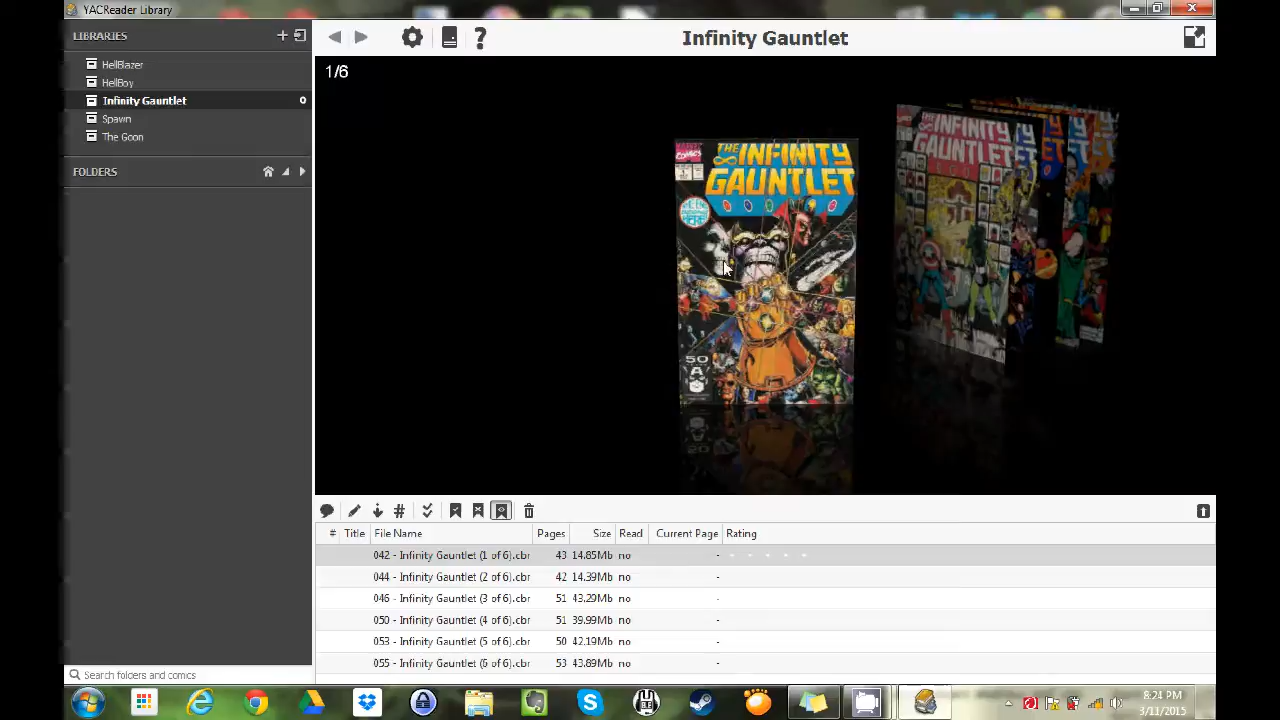 YACReader Library
LIBRARIES
HellBlazer
HellBoy
Infinity Gauntlet 0
Spawn
The Goon
FOLDERS
Search folders and comics
Infinity Gauntlet
1/6
THE INFINITY
GAUNTLET
50
THE INFINITY
GAUNTLET
# Title File Name Pages Size Read Current Page Rating
042 - Infinity Gauntlet (1 of 6).cbr 43 14.85Mb no -
044 - Infinity Gauntlet (2 of 6).cbr 42 14.39Mb no -
046 - Infinity Gauntlet (3 of 6).cbr 51 43.29Mb no -
050 - Infinity Gauntlet (4 of 6).cbr 51 39.99Mb no -
053 - Infinity Gauntlet (5 of 6).cbr 50 42.19Mb no -
055 - Infinity Gauntlet (6 of 6).cbr 53 43.89Mb no -
8:24 PM
3/11/2015